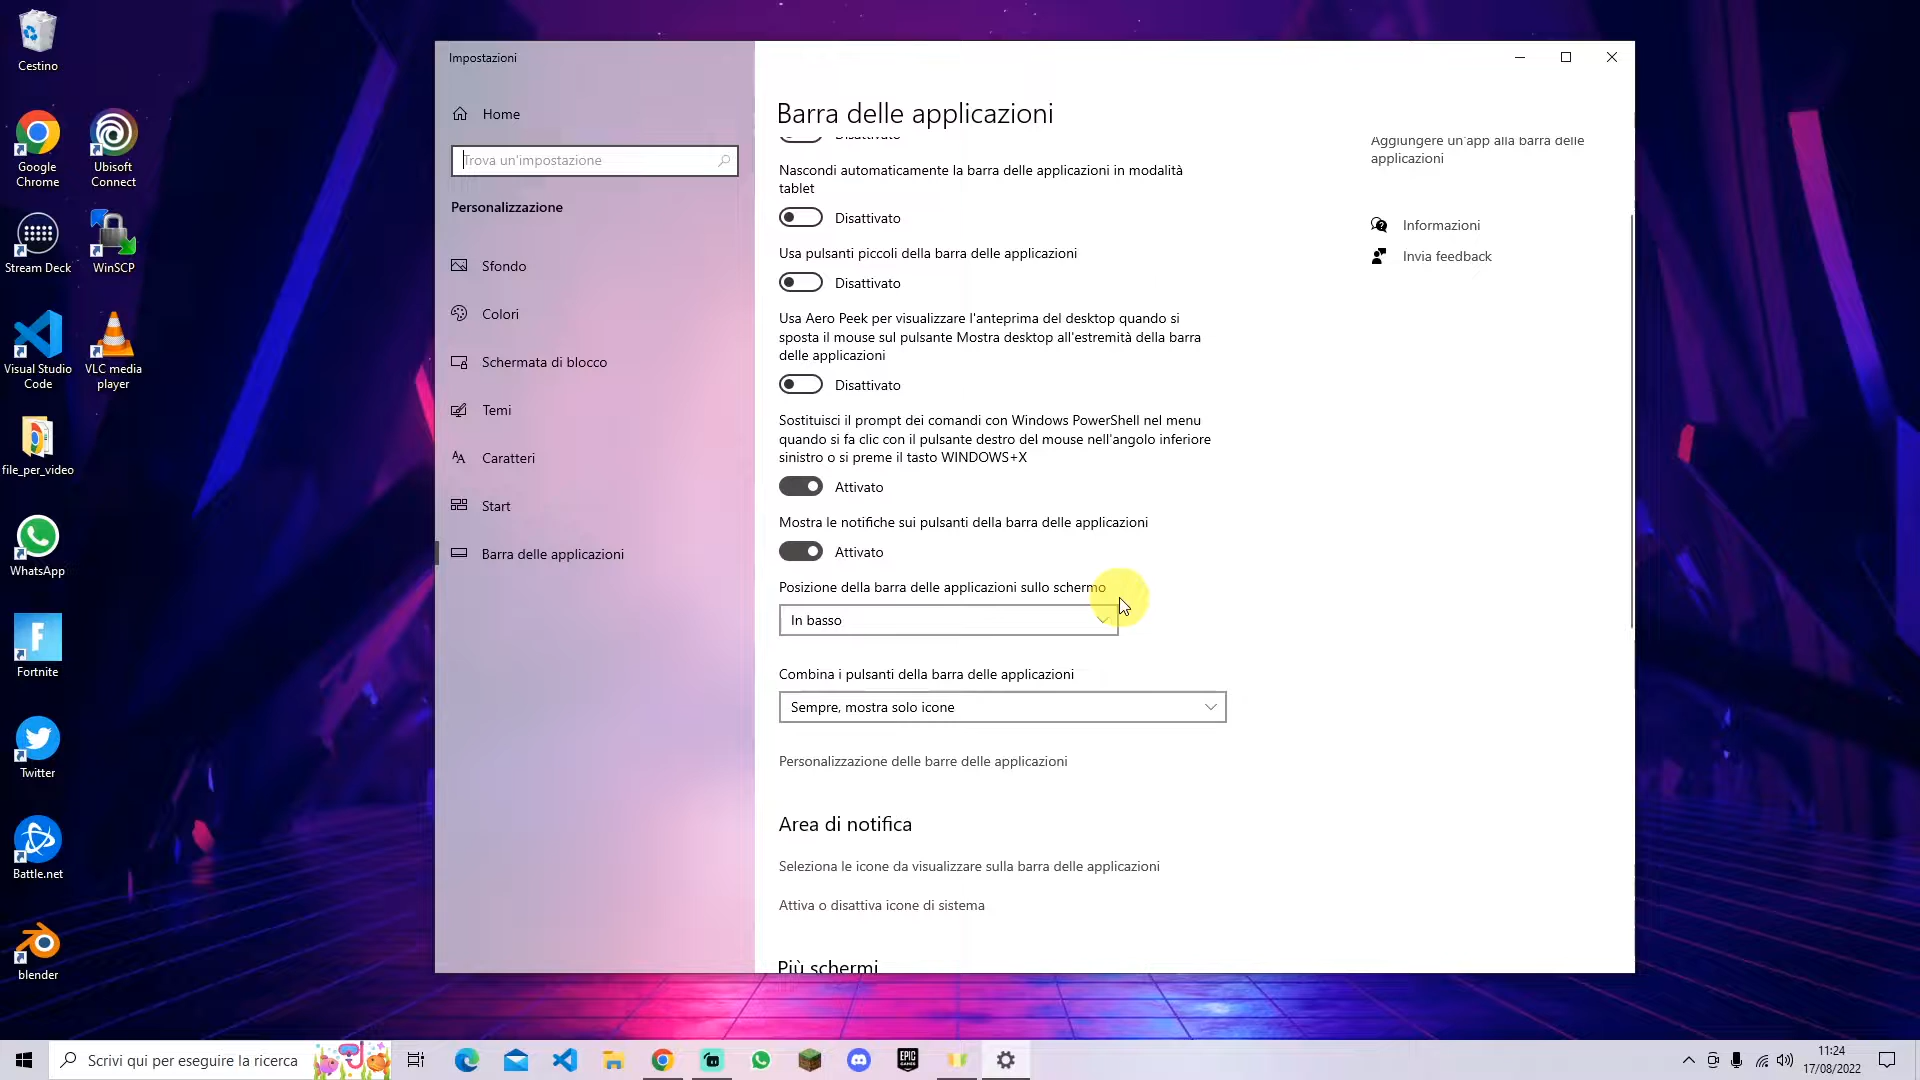 Cestino
Google
Chrome
Ubisoft
Connect
Stream Deck
WinSCP
Visual Studio
Code
VLC media
player
file_per_video
WhatsApp
Fortnite
Twitter
Battle.net
blender
Impostazioni
Home
Trova un'impostazione
Personalizzazione
Sfondo
Colori
Schermata di blocco
Temi
Caratteri
Start
Barra delle applicazioni
Barra delle applicazioni
Disattivato
Nascondi automaticamente la barra delle applicazioni in modalità
tablet
Disattivato
Usa pulsanti piccoli della barra delle applicazioni
Disattivato
Usa Aero Peek per visualizzare l'anteprima del desktop quando si
sposta il mouse sul pulsante Mostra desktop all'estremità della barra
delle applicazioni
Disattivato
Sostituisci il prompt dei comandi con Windows PowerShell nel menu
quando si fa clic con il pulsante destro del mouse nell'angolo inferiore
sinistro o si preme il tasto WINDOWS+X
Attivato
Mostra le notifiche sui pulsanti della barra delle applicazioni
Attivato
Posizione della barra delle applicazioni sullo schermo
In basso
Combina i pulsanti della barra delle applicazioni
Sempre, mostra solo icone
Personalizzazione delle barre delle applicazioni
Area di notifica
Seleziona le icone da visualizzare sulla barra delle applicazioni
Attiva o disattiva icone di sistema
Più schermi
Aggiungere un'app alla barra delle
applicazioni
Informazioni
Invia feedback
Scrivi qui per eseguire la ricerca
EPIC
GAMES
11:24
17/08/2022